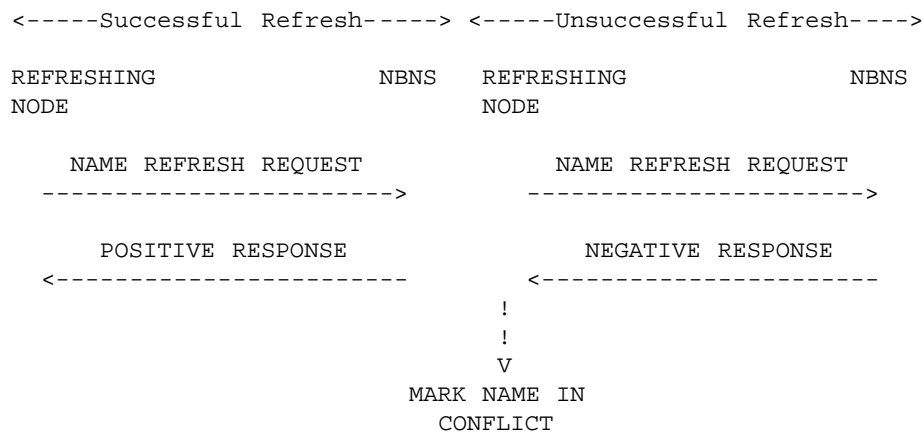 <-----Successful Refresh-----> <-----Unsuccessful Refresh---->
REFRESHING                         NBNS   REFRESHING               NBNS
NODE                                      NODE
NAME REFRESH REQUEST             NAME REFRESH REQUEST
------------------------>        ----------------------->
POSITIVE RESPONSE                NEGATIVE RESPONSE
<------------------------        <-----------------------
!
!
V
MARK NAME IN
CONFLICT